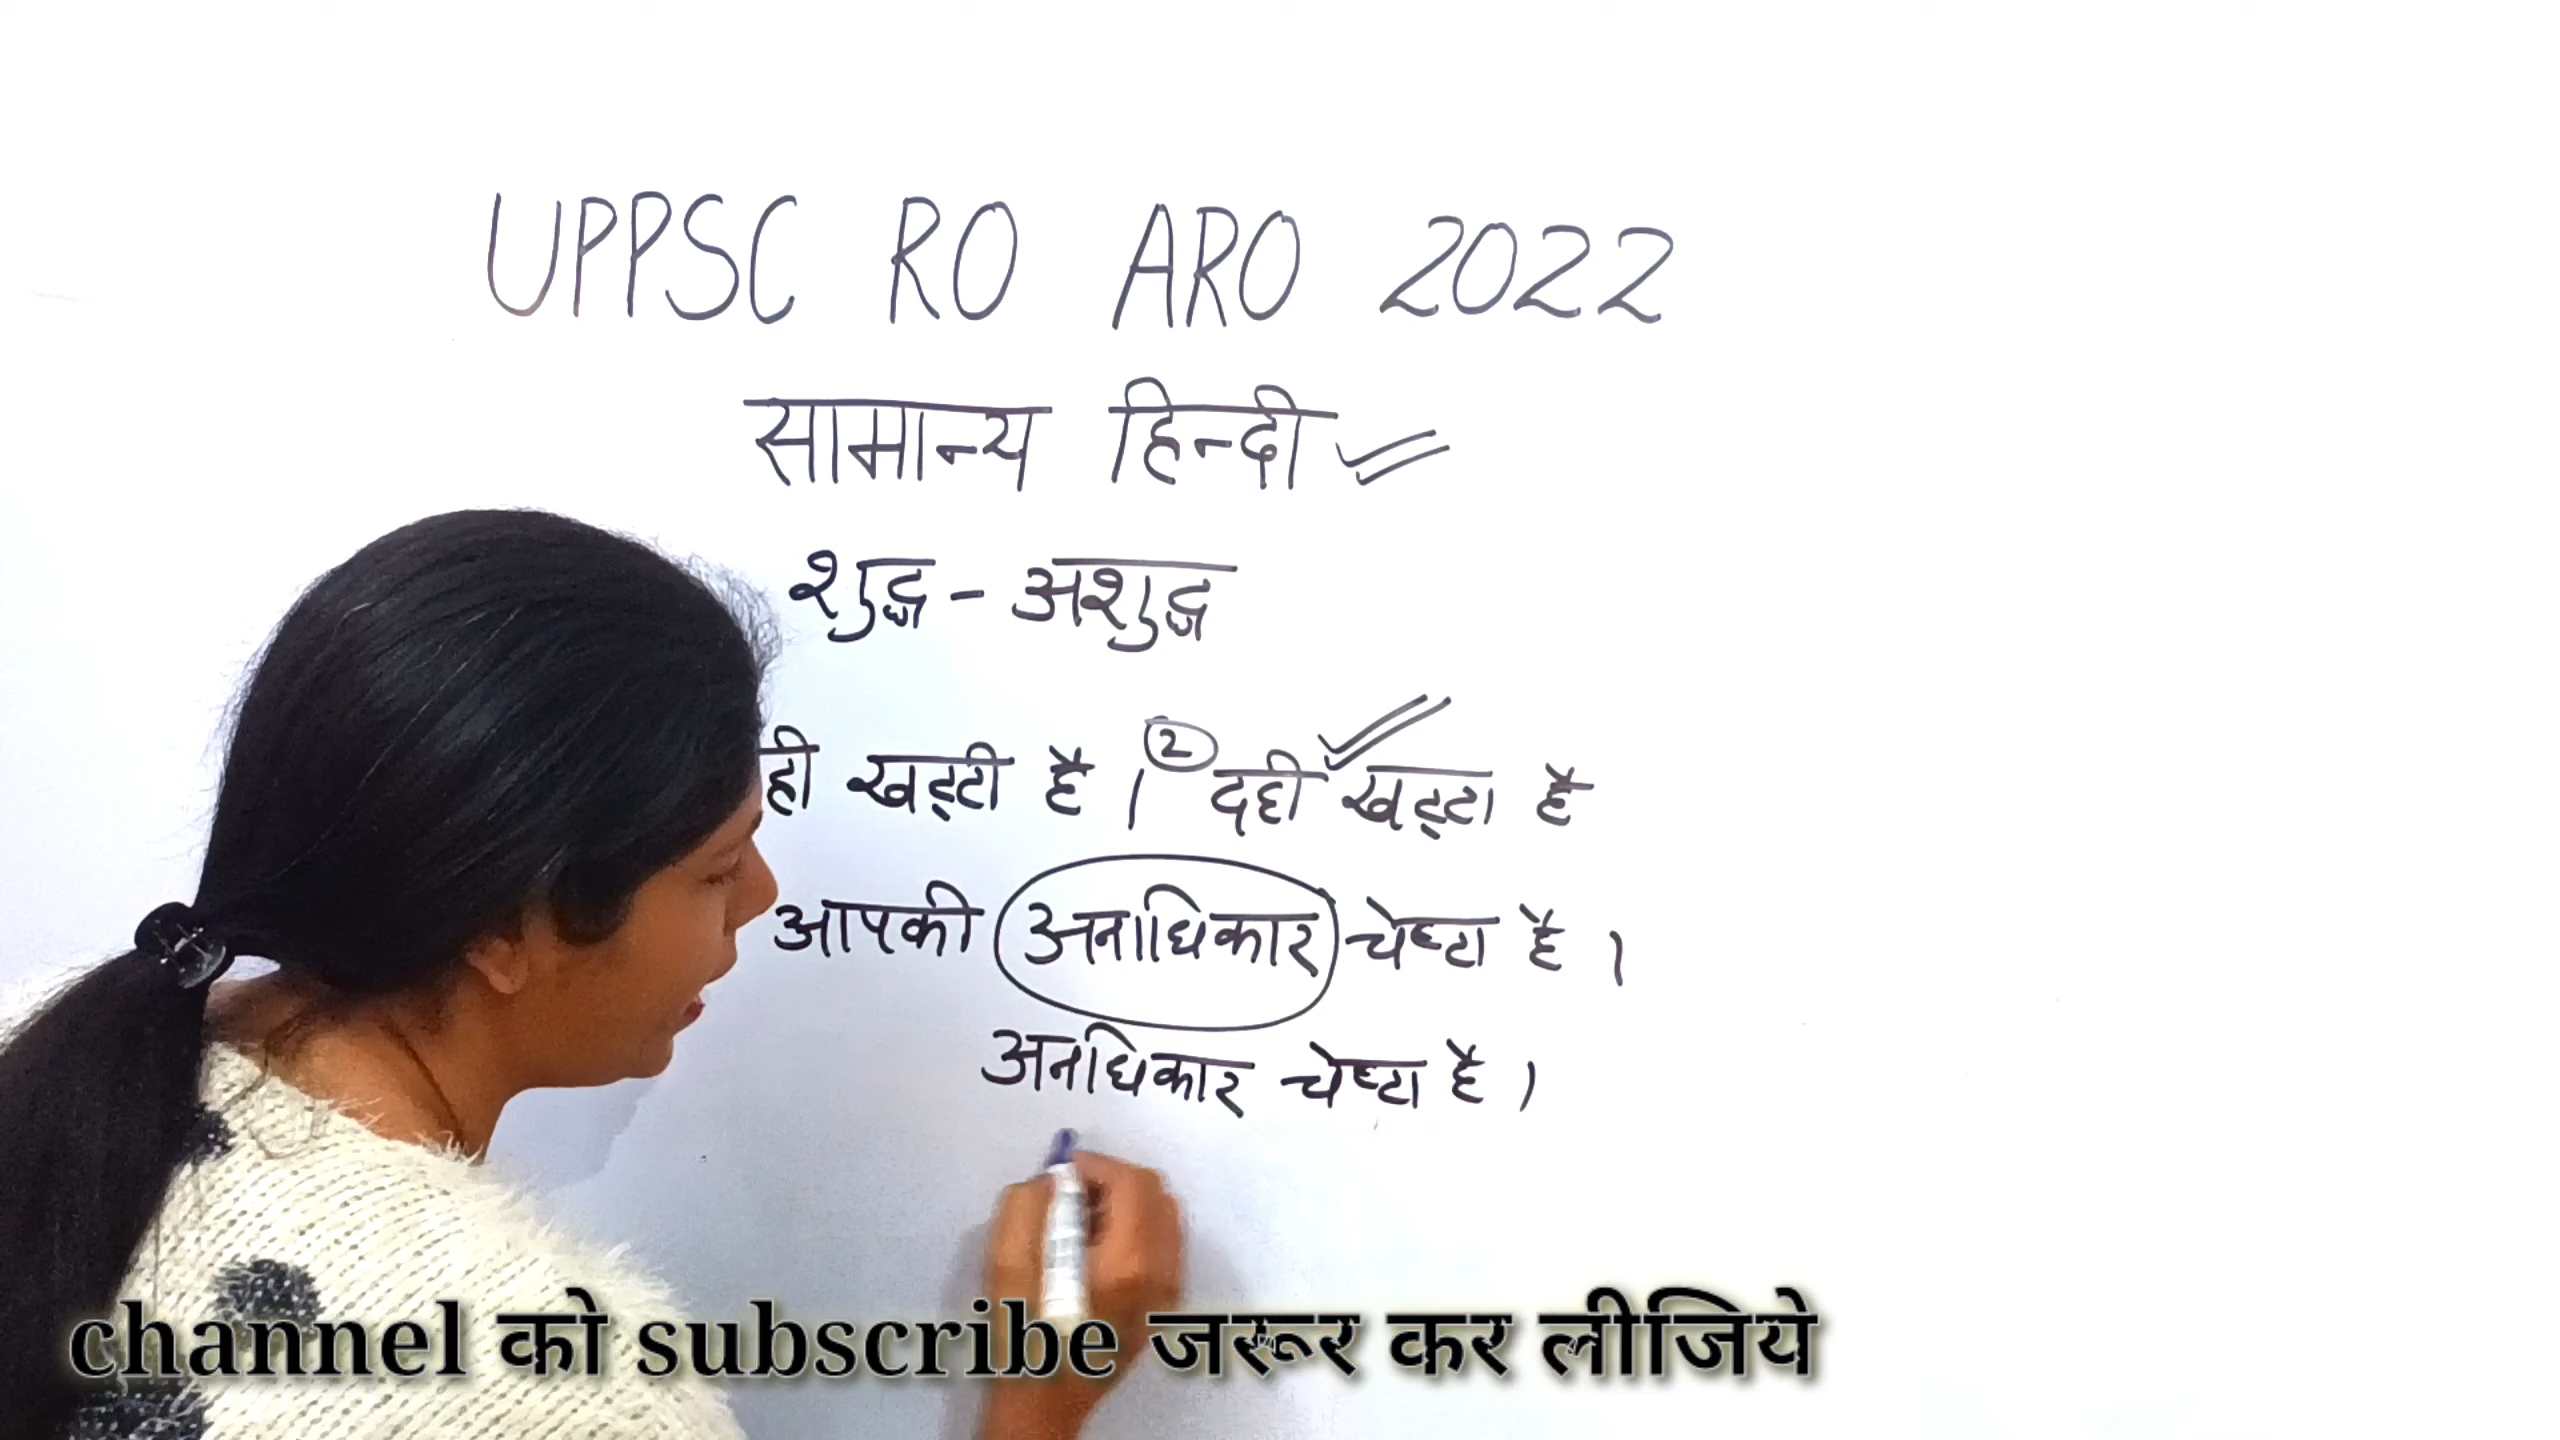 UPPSC RO ARO 2022
सामान्य हिन्दी
शुद्ध - अशुद्ध
ही खट्टी है । 2 दही खट्टा है
आपकी अनाधिकार चेष्टा है ।
अनधिकार चेष्टा है ।
channel को subscribe जरूर कर लीजिये